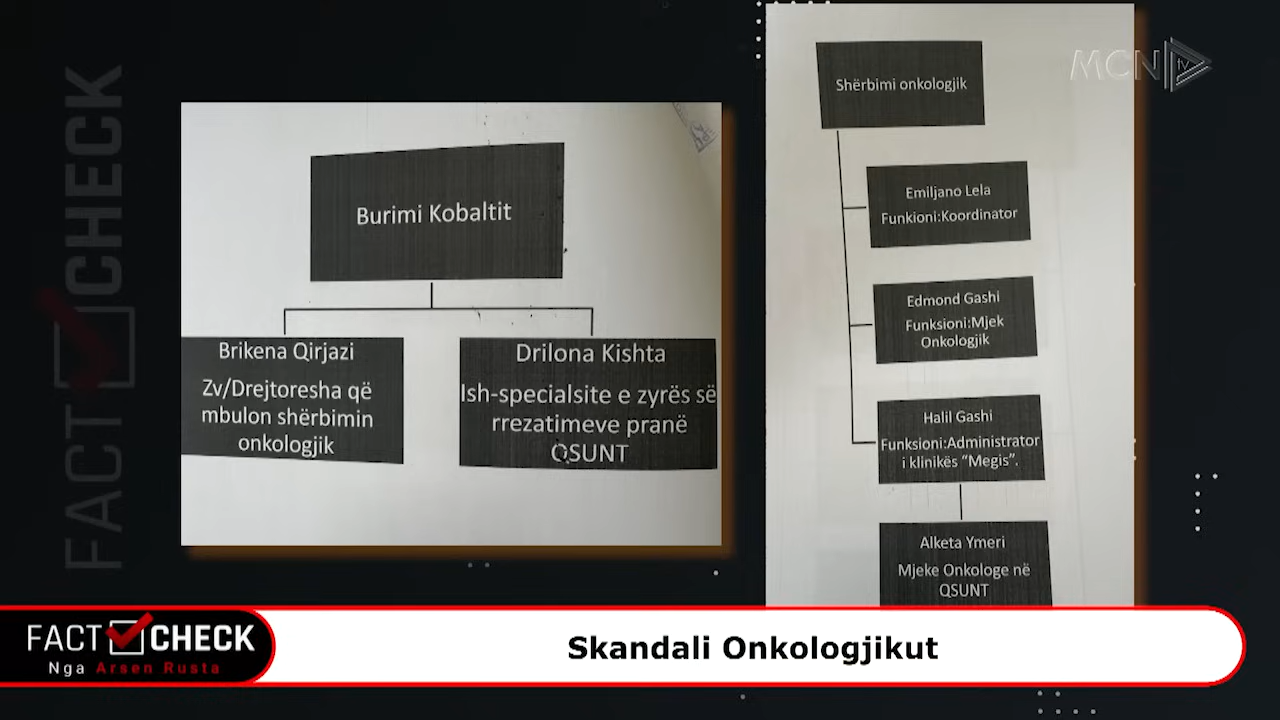 FACT CHECK
Burimi Kobaltit
Brikena Qirjazi
Zv/Drejtoresha që
mbulon shërbimin
onkologjik
Drilona Kishta
Ish-specialsite e zyrës së
rrezatimeve pranë
QSUNT
MCN tv
Shërbimi onkologjik
Emiljano Lela
Funkioni:Koordinator
Edmond Gashi
Funksioni:Mjek
Onkologjik
Halil Gashi
Funksioni:Administrator
i klinikës “Megis”.
Alketa Ymeri
Mjeke Onkologe në
QSUNT
FACT CHECK
Nga Arsen Rusta
Skandali Onkologjikut